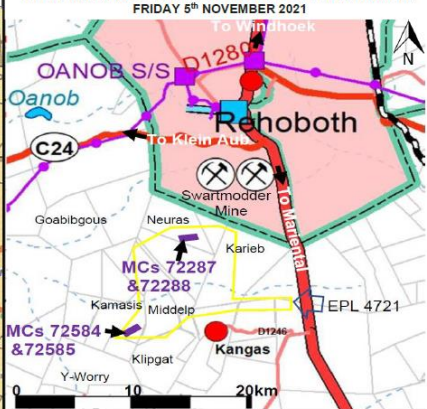 FRIDAY 5th NOVEMBER 2021
To Windhoek
D1280
N
OANOB S/S
Oanob
Rehoboth
C24
To Klein Aub
Swartmodder
Mine
To Mariental
Goabibgous
Neuras
Karieb
MCs 72287
&72288
Kamasis
Middelp
EPL 4721
MCs 72584
&72585
D1246
Kangas
Klipgat
Y-Worry
0
10
20km